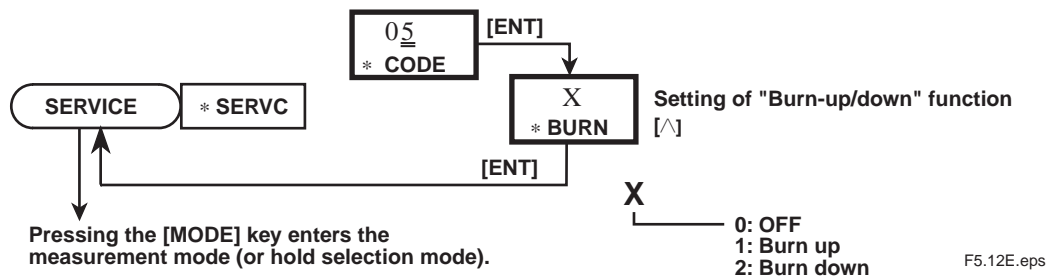 05
* CODE
[ENT]
SERVICE
* SERVC
X
* BURN
Setting of "Burn-up/down" function
[∧]
[ENT]
X
0: OFF
1: Burn up
2: Burn down
Pressing the [MODE] key enters the
measurement mode (or hold selection mode).
F5.12E.eps